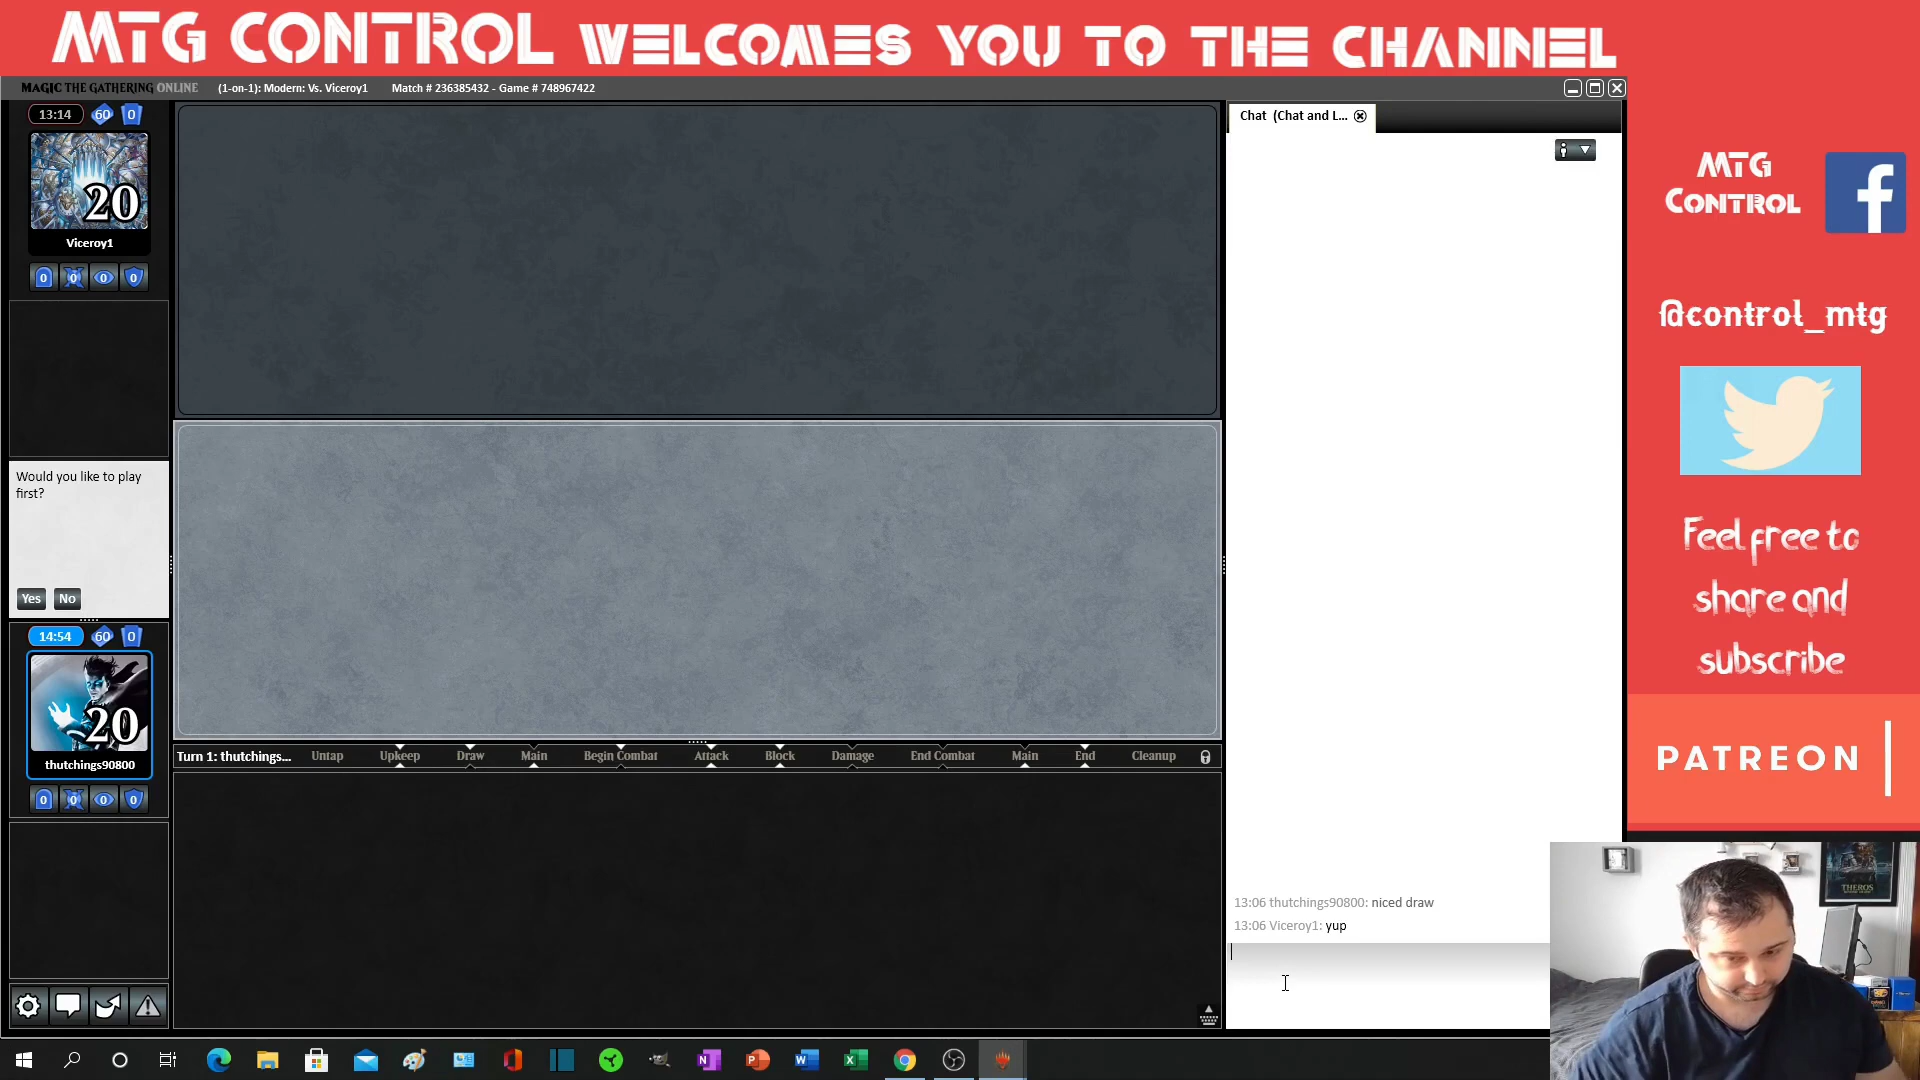 MTG CONTROL WELCOMES YOU TO THE CHANNEL
MAGIC THE GATHERING ONLINE
(1-on-1): Modern: Vs. Viceroy1
Match # 236385432 - Game # 748967422
13:14
60
0
20
Viceroy1
0
0
0
0
Would you like to play
first?
Yes
No
14:54
60
0
20
thutchings90800
0
0
0
0
Turn 1: thutchings...
Untap
Upkeep
Draw
Main
Begin Combat
Attack
Block
Damage
End Combat
Main
End
Cleanup
Chat (Chat and L...
13:06 thutchings90800: niced draw
13:06 Viceroy1: yup
MTG
CONTROL
f
@control_mtg
Feel free to
share and
subscribe
PATREON
THEROS